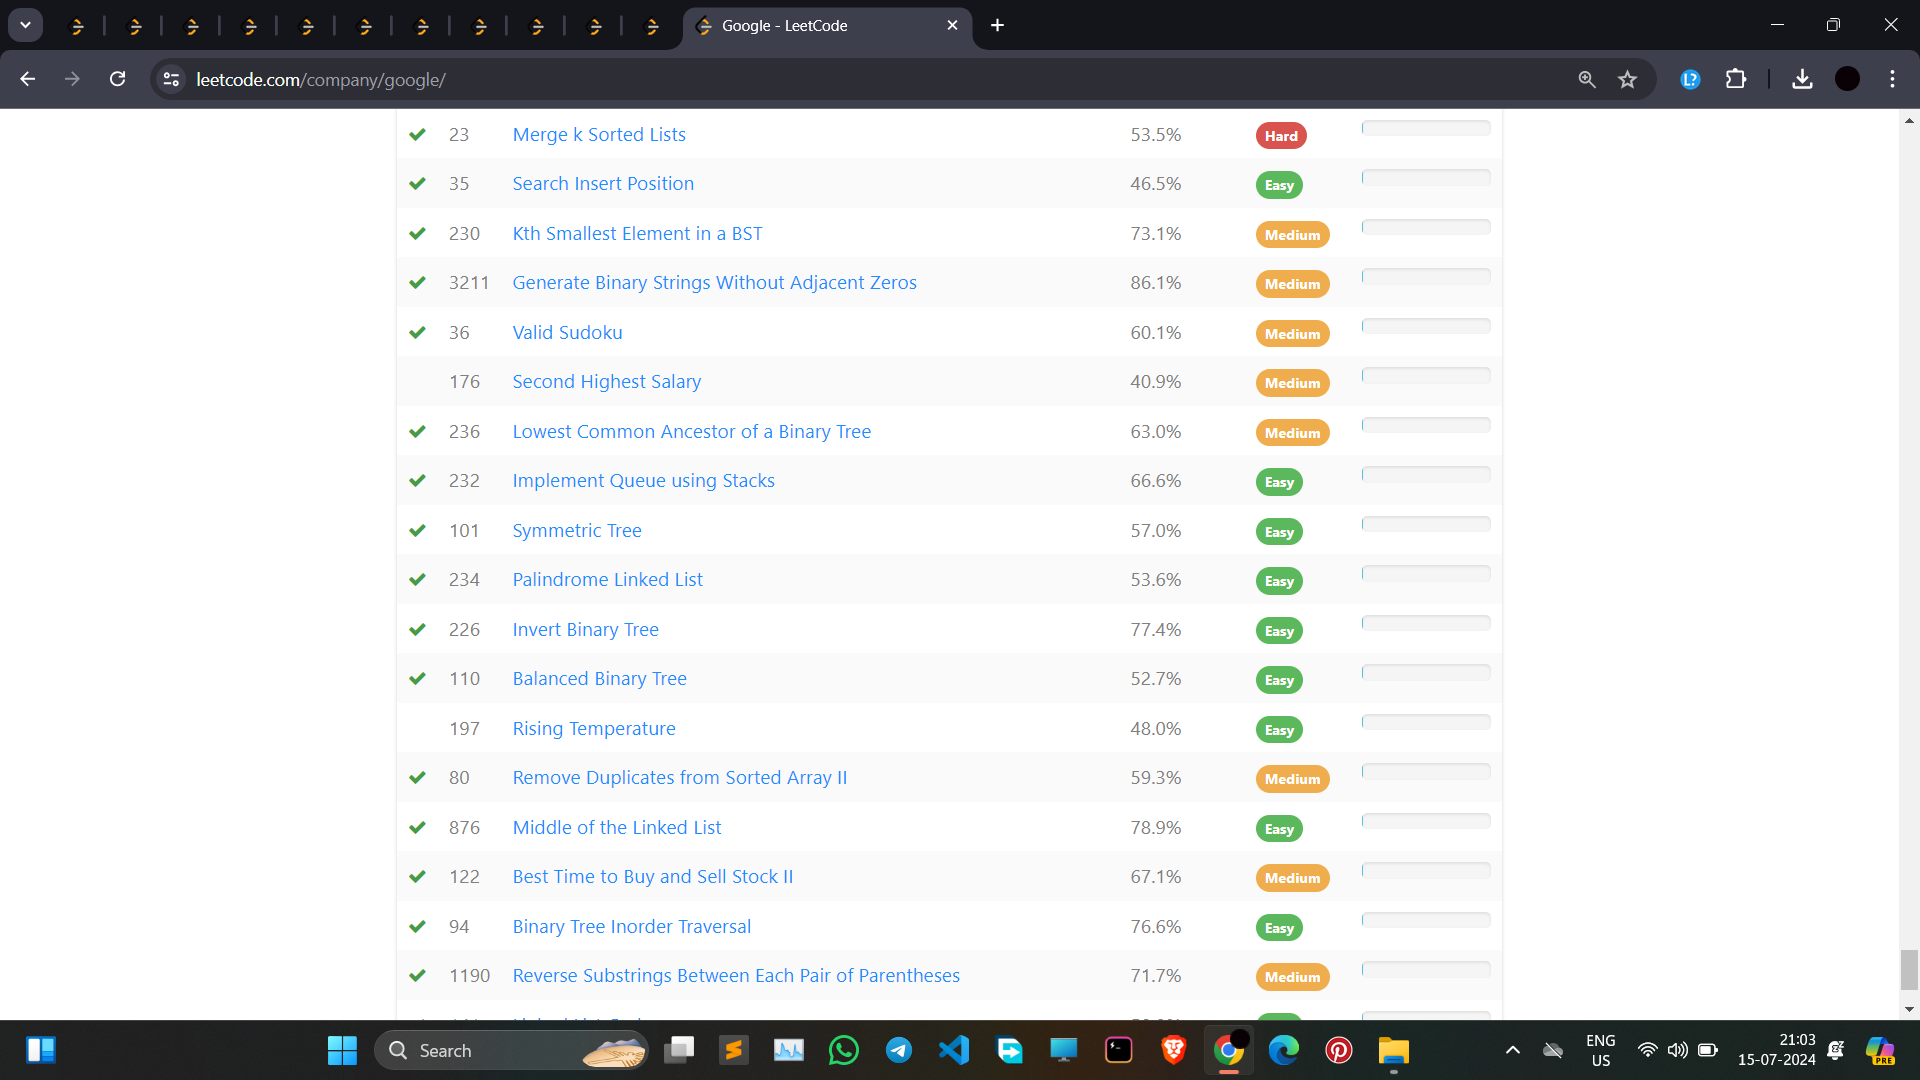 Google - LeetCode
leetcode.com/company/google/
23 Merge k Sorted Lists 53.5% Hard
35 Search Insert Position 46.5% Easy
230 Kth Smallest Element in a BST 73.1% Medium
3211 Generate Binary Strings Without Adjacent Zeros 86.1% Medium
36 Valid Sudoku 60.1% Medium
176 Second Highest Salary 40.9% Medium
236 Lowest Common Ancestor of a Binary Tree 63.0% Medium
232 Implement Queue using Stacks 66.6% Easy
101 Symmetric Tree 57.0% Easy
234 Palindrome Linked List 53.6% Easy
226 Invert Binary Tree 77.4% Easy
110 Balanced Binary Tree 52.7% Easy
197 Rising Temperature 48.0% Easy
80 Remove Duplicates from Sorted Array II 59.3% Medium
876 Middle of the Linked List 78.9% Easy
122 Best Time to Buy and Sell Stock II 67.1% Medium
94 Binary Tree Inorder Traversal 76.6% Easy
1190 Reverse Substrings Between Each Pair of Parentheses 71.7% Medium
Search
ENG
US
21:03
15-07-2024
PRE